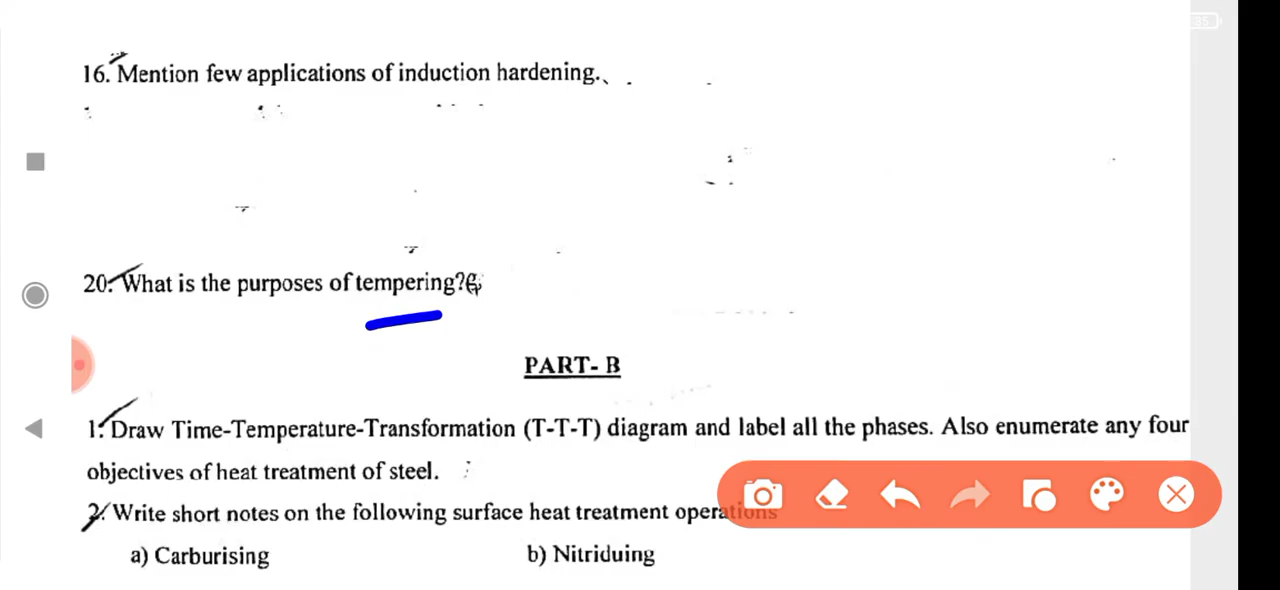 35
16. Mention few applications of induction hardening.
20. What is the purposes of tempering?
PART- B
1. Draw Time-Temperature-Transformation (T-T-T) diagram and label all the phases. Also enumerate any four
objectives of heat treatment of steel.
2. Write short notes on the following surface heat treatment operations
a) Carburising b) Nitriduing